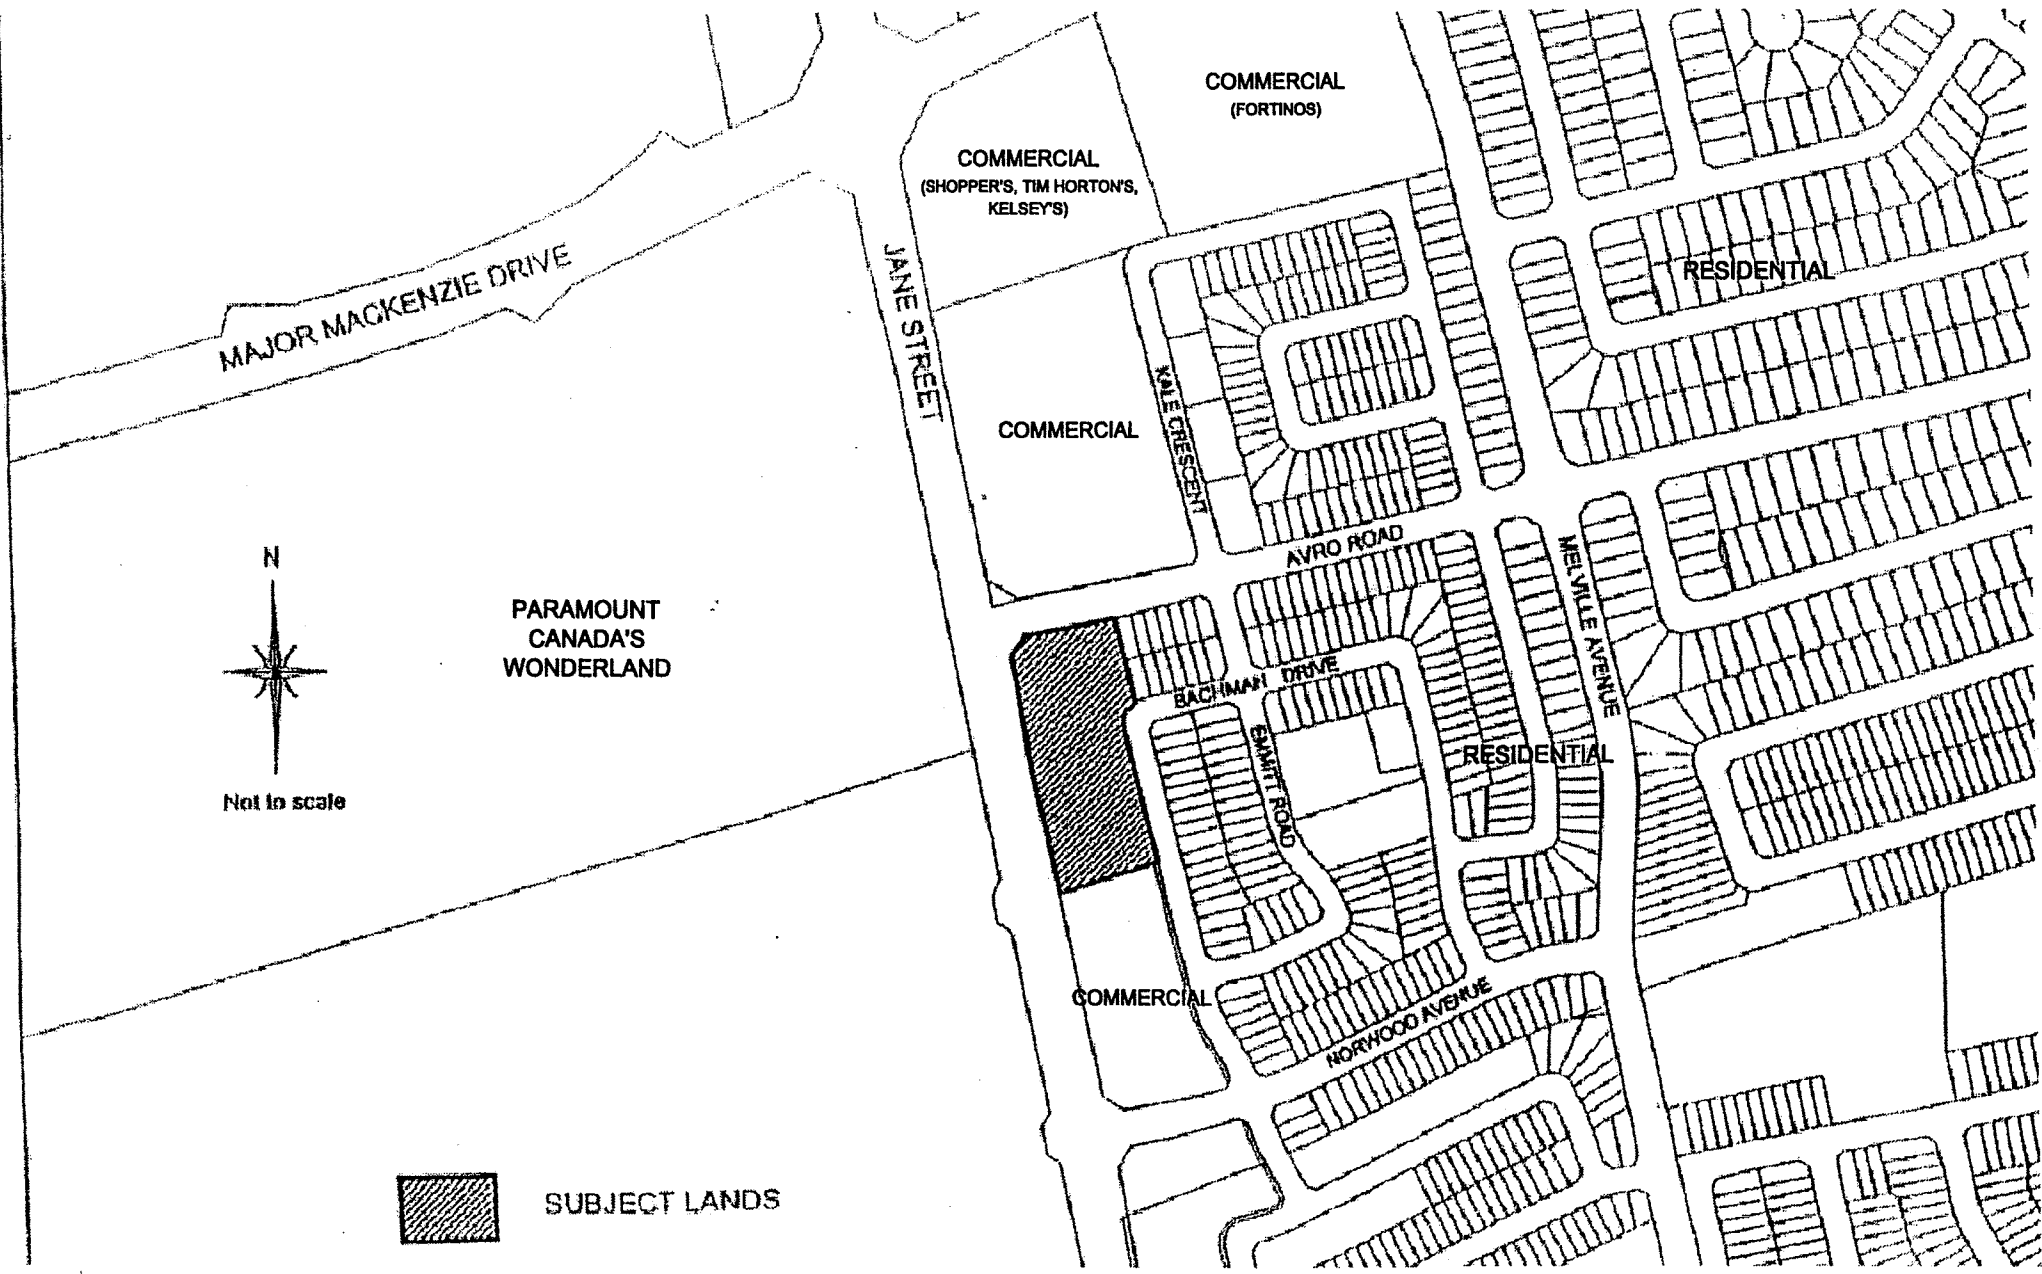 COMMERCIAL
(FORTINOS)
COMMERCIAL
(SHOPPER'S, TIM HORTON'S,
KELSEY'S)
MAJOR MACKENZIE DRIVE
JANE STREET
RESIDENTIAL
COMMERCIAL
KALE CRESCENT
AVRO ROAD
MELVILLE AVENUE
N
PARAMOUNT
CANADA'S
WONDERLAND
Not to scale
BACHMAN DRIVE
EMMITT ROAD
RESIDENTIAL
COMMERCIAL
NORWOOD AVENUE
SUBJECT LANDS